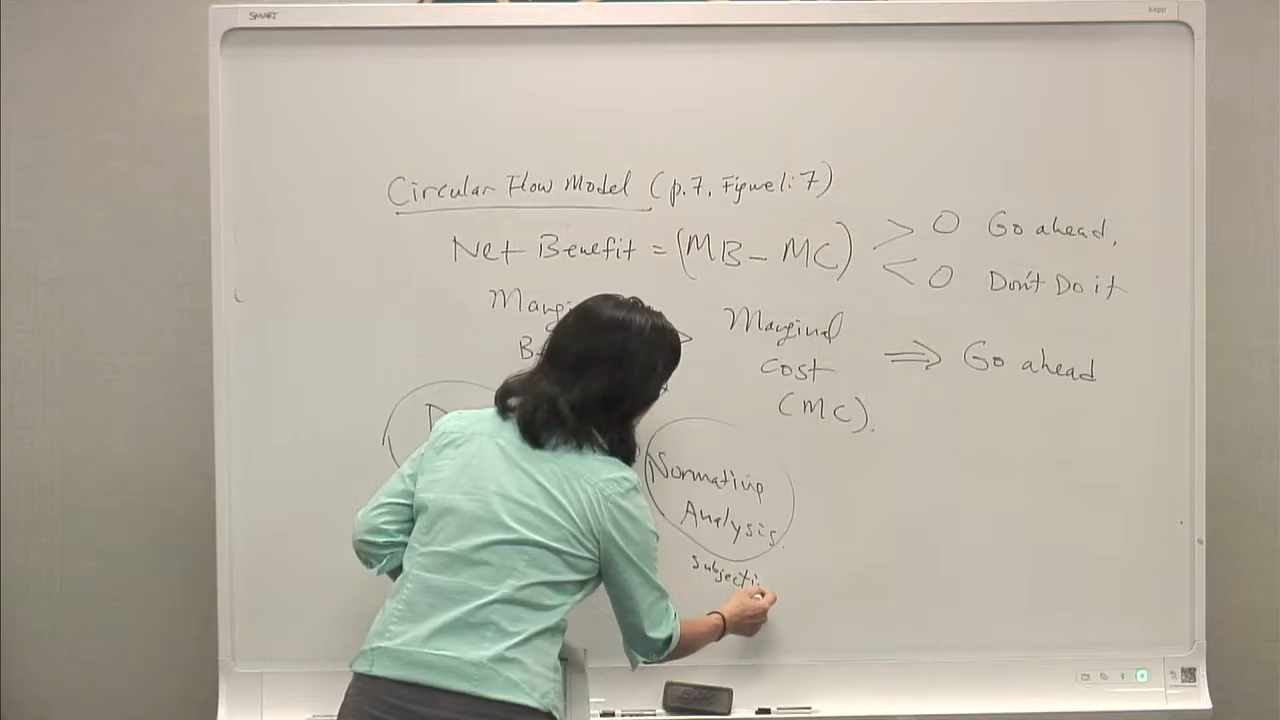 SMART
kapp
Circular Flow Model (p.7, Figure 1:7)
Net Benefit = (MB - MC) > 0 Go ahead,
< 0 Don't Do it
Marginal
Cost
(MC).
⇒ Go ahead
Normative
Analysis.
Subjecti